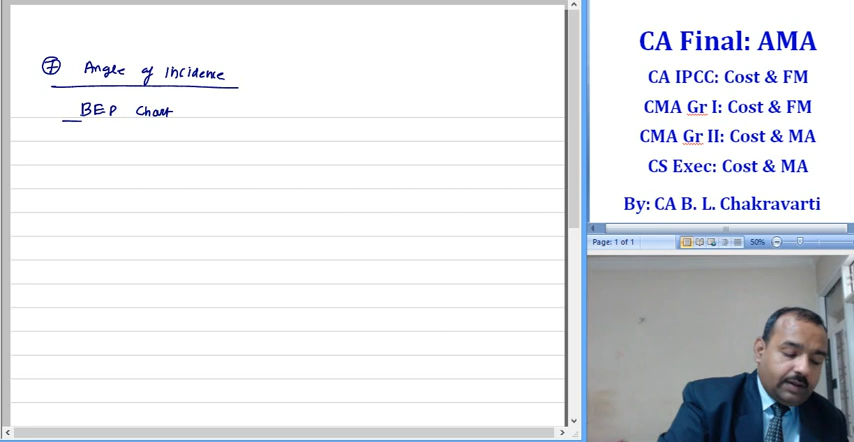 ⑦ Angle of Incidence
BEP Chart
CA Final: AMA
CA IPCC: Cost & FM
CMA Gr I: Cost & FM
CMA Gr II: Cost & MA
CS Exec: Cost & MA
By: CA B. L. Chakravarti
Page: 1 of 1
50%